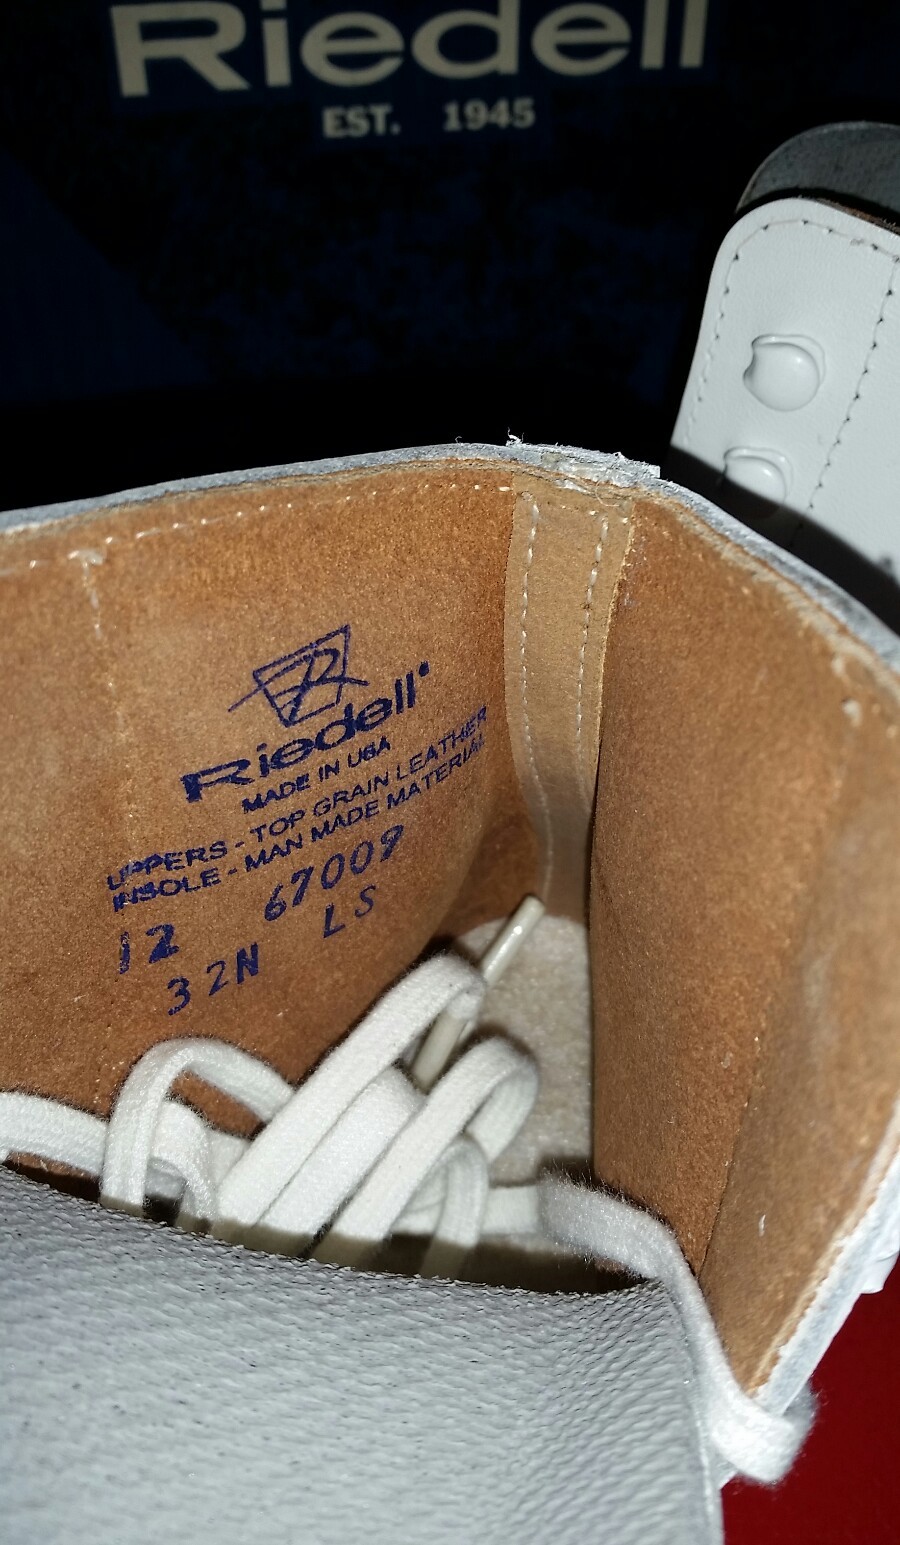 Riedell
EST. 1945
Riedell
MADE IN USA
UPPERS - TOP GRAIN LEATHER
INSOLE - MAN MADE MATERIAL
12 67009
32N LS